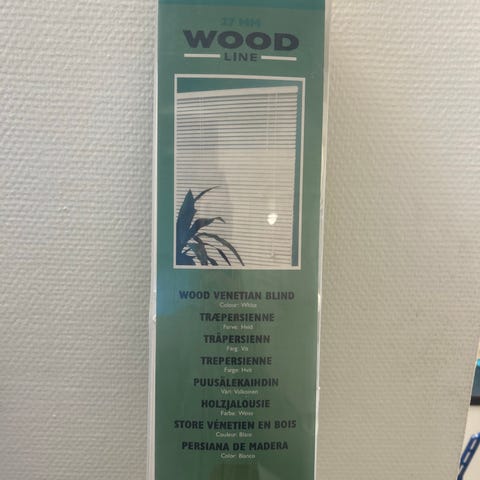 27 MM
WOOD
LINE
WOOD VENETIAN BLIND
Colour: White
TRÆPERSIENNE
Farve: Hvid
TRÄPERSIENN
Färg: Vit
TREPERSIENNE
Farge: Hvit
PUUSÄLEKAIHDIN
Väri: Valkoinen
HOLZJALOUSIE
Farbe: Weiss
STORE VÉNETIEN EN BOIS
Couleur: Blanc
PERSIANA DE MADERA
Color: Blanco